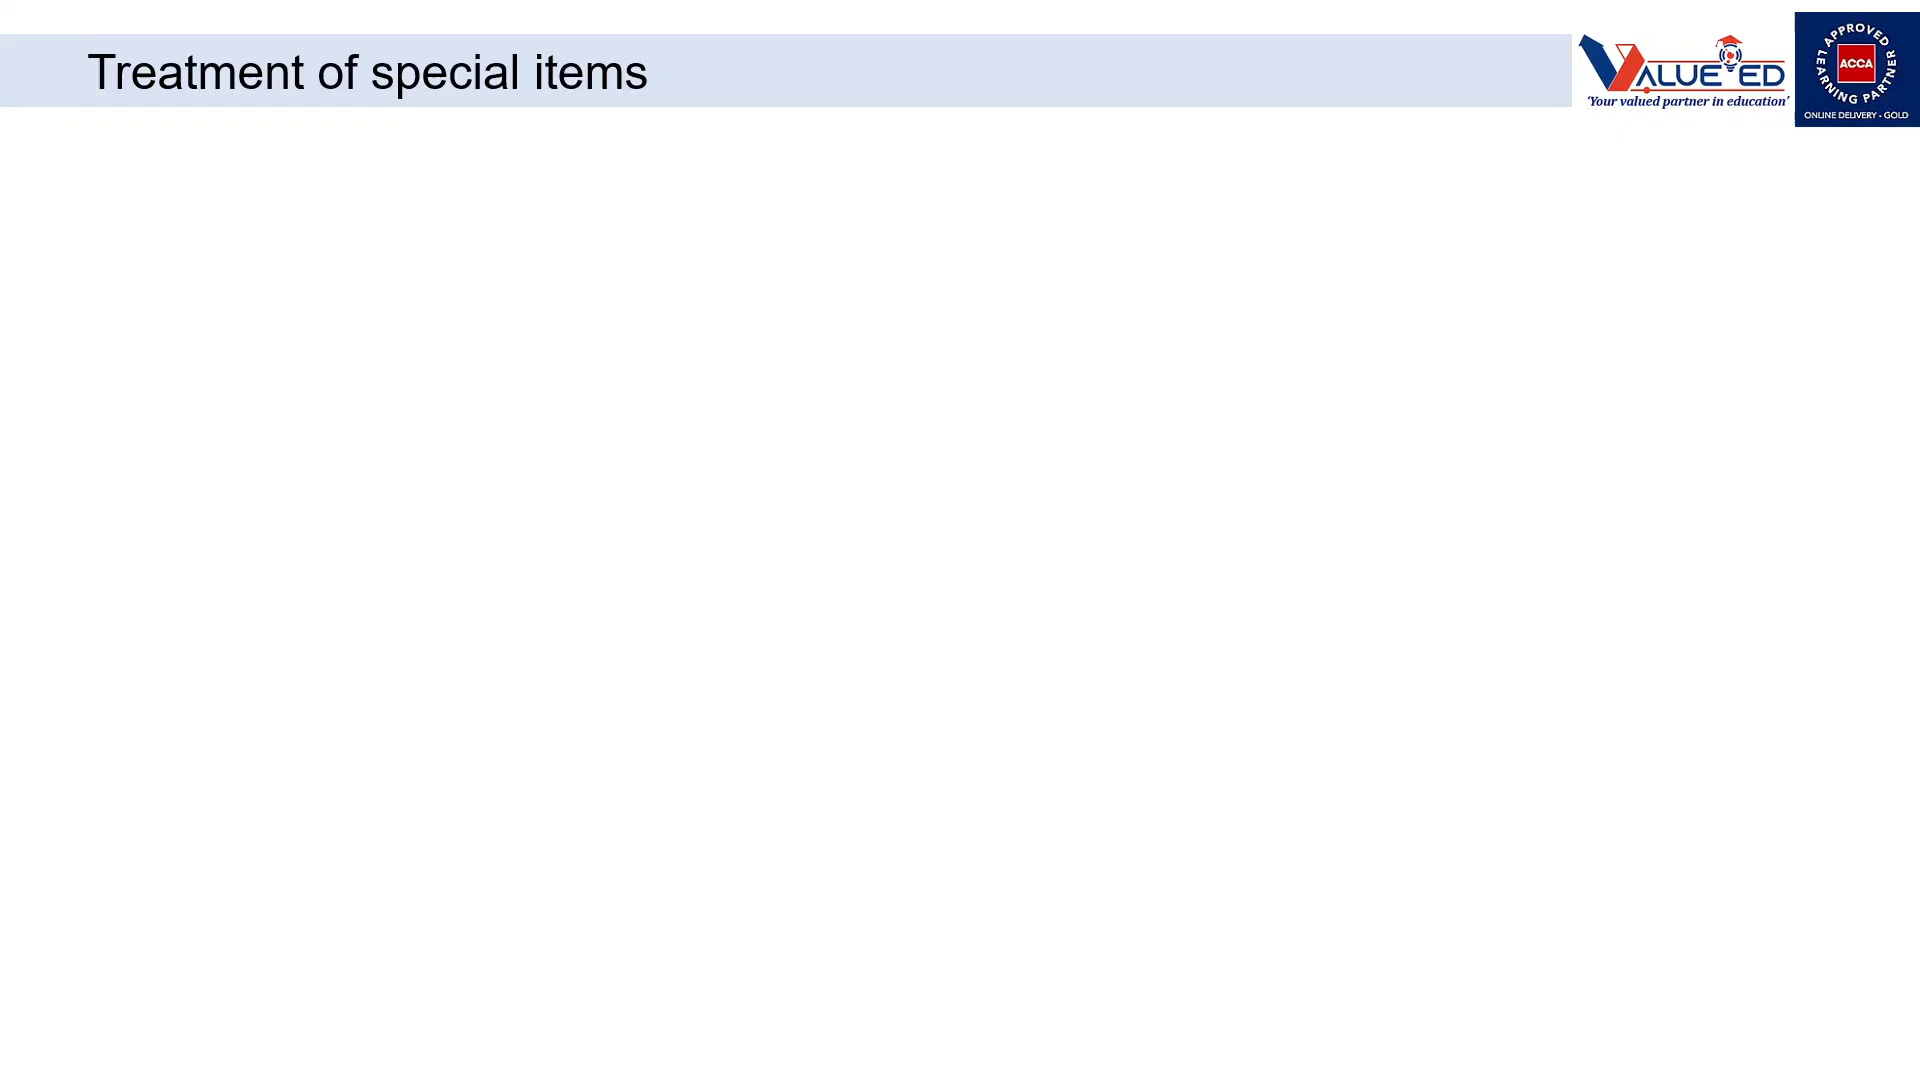 Treatment of special items
VALUE ED
'Your valued partner in education'
APPROVED
LEARNING PARTNER
ACCA
ONLINE DELIVERY - GOLD